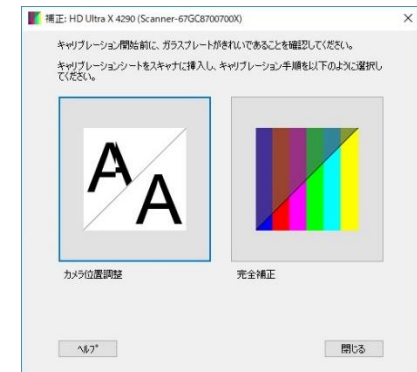 補正: HD Ultra X 4290 (Scanner-67GC8700700X)
キャリブレーション開始前に、ガラスプレートがきれいであることを確認してください。
キャリブレーションシートをスキャナに挿入し、キャリブレーション手順を以下のように選択し
てください。
A
A
カメラ位置調整
完全補正
ヘルプ
閉じる